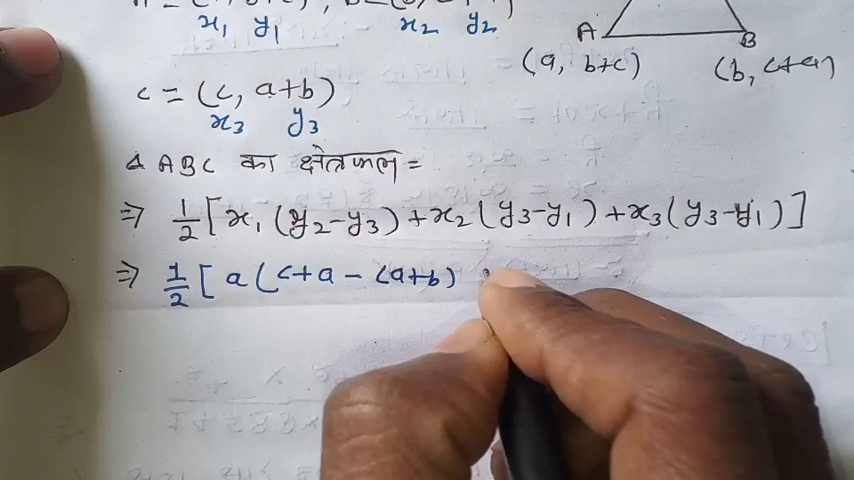 x₁ y₁ x₂ y₂
A B
(a, b+c) (b, c+a)
c = (c, a+b)
x₃ y₃
Δ ABC का क्षेत्रफल =
⇒ 1/2 [x₁ (y₂-y₃) + x₂ (y₃-y₁) + x₃ (y₃-y₁)]
⇒ 1/2 [ a (c+a - (a+b)